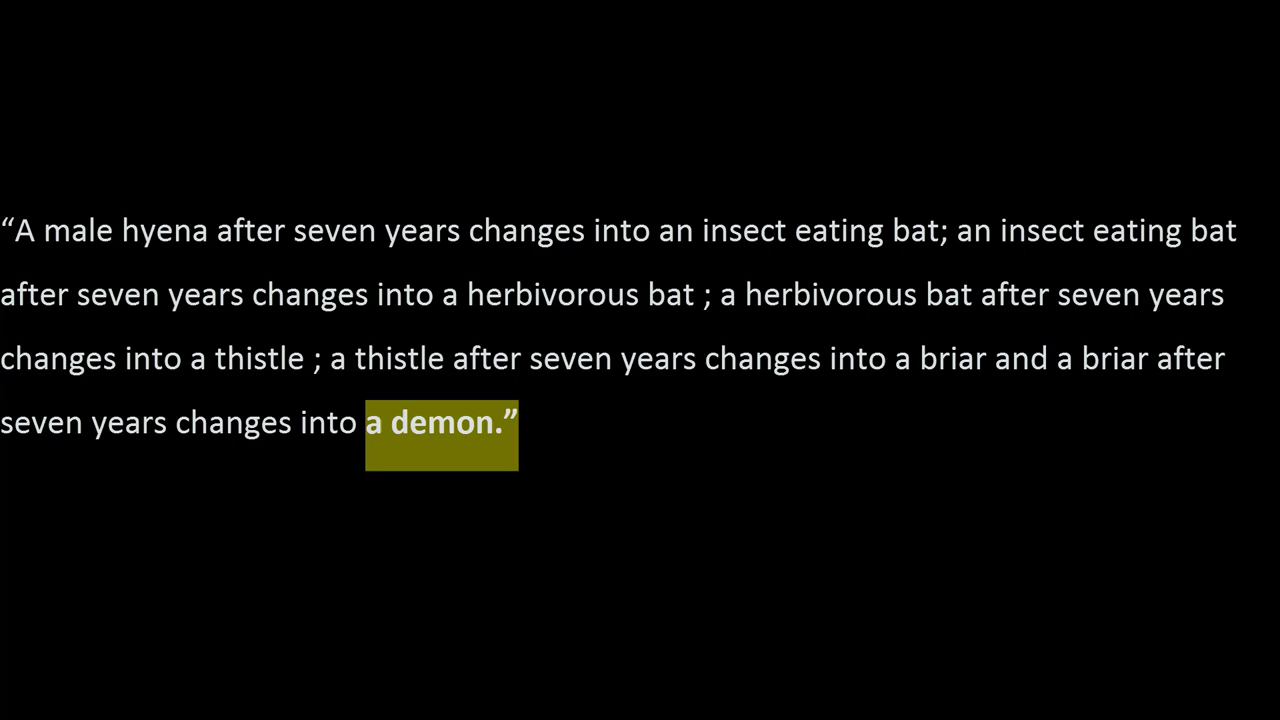 “A male hyena after seven years changes into an insect eating bat; an insect eating bat
after seven years changes into a herbivorous bat ; a herbivorous bat after seven years
changes into a thistle ; a thistle after seven years changes into a briar and a briar after
seven years changes into a demon.”